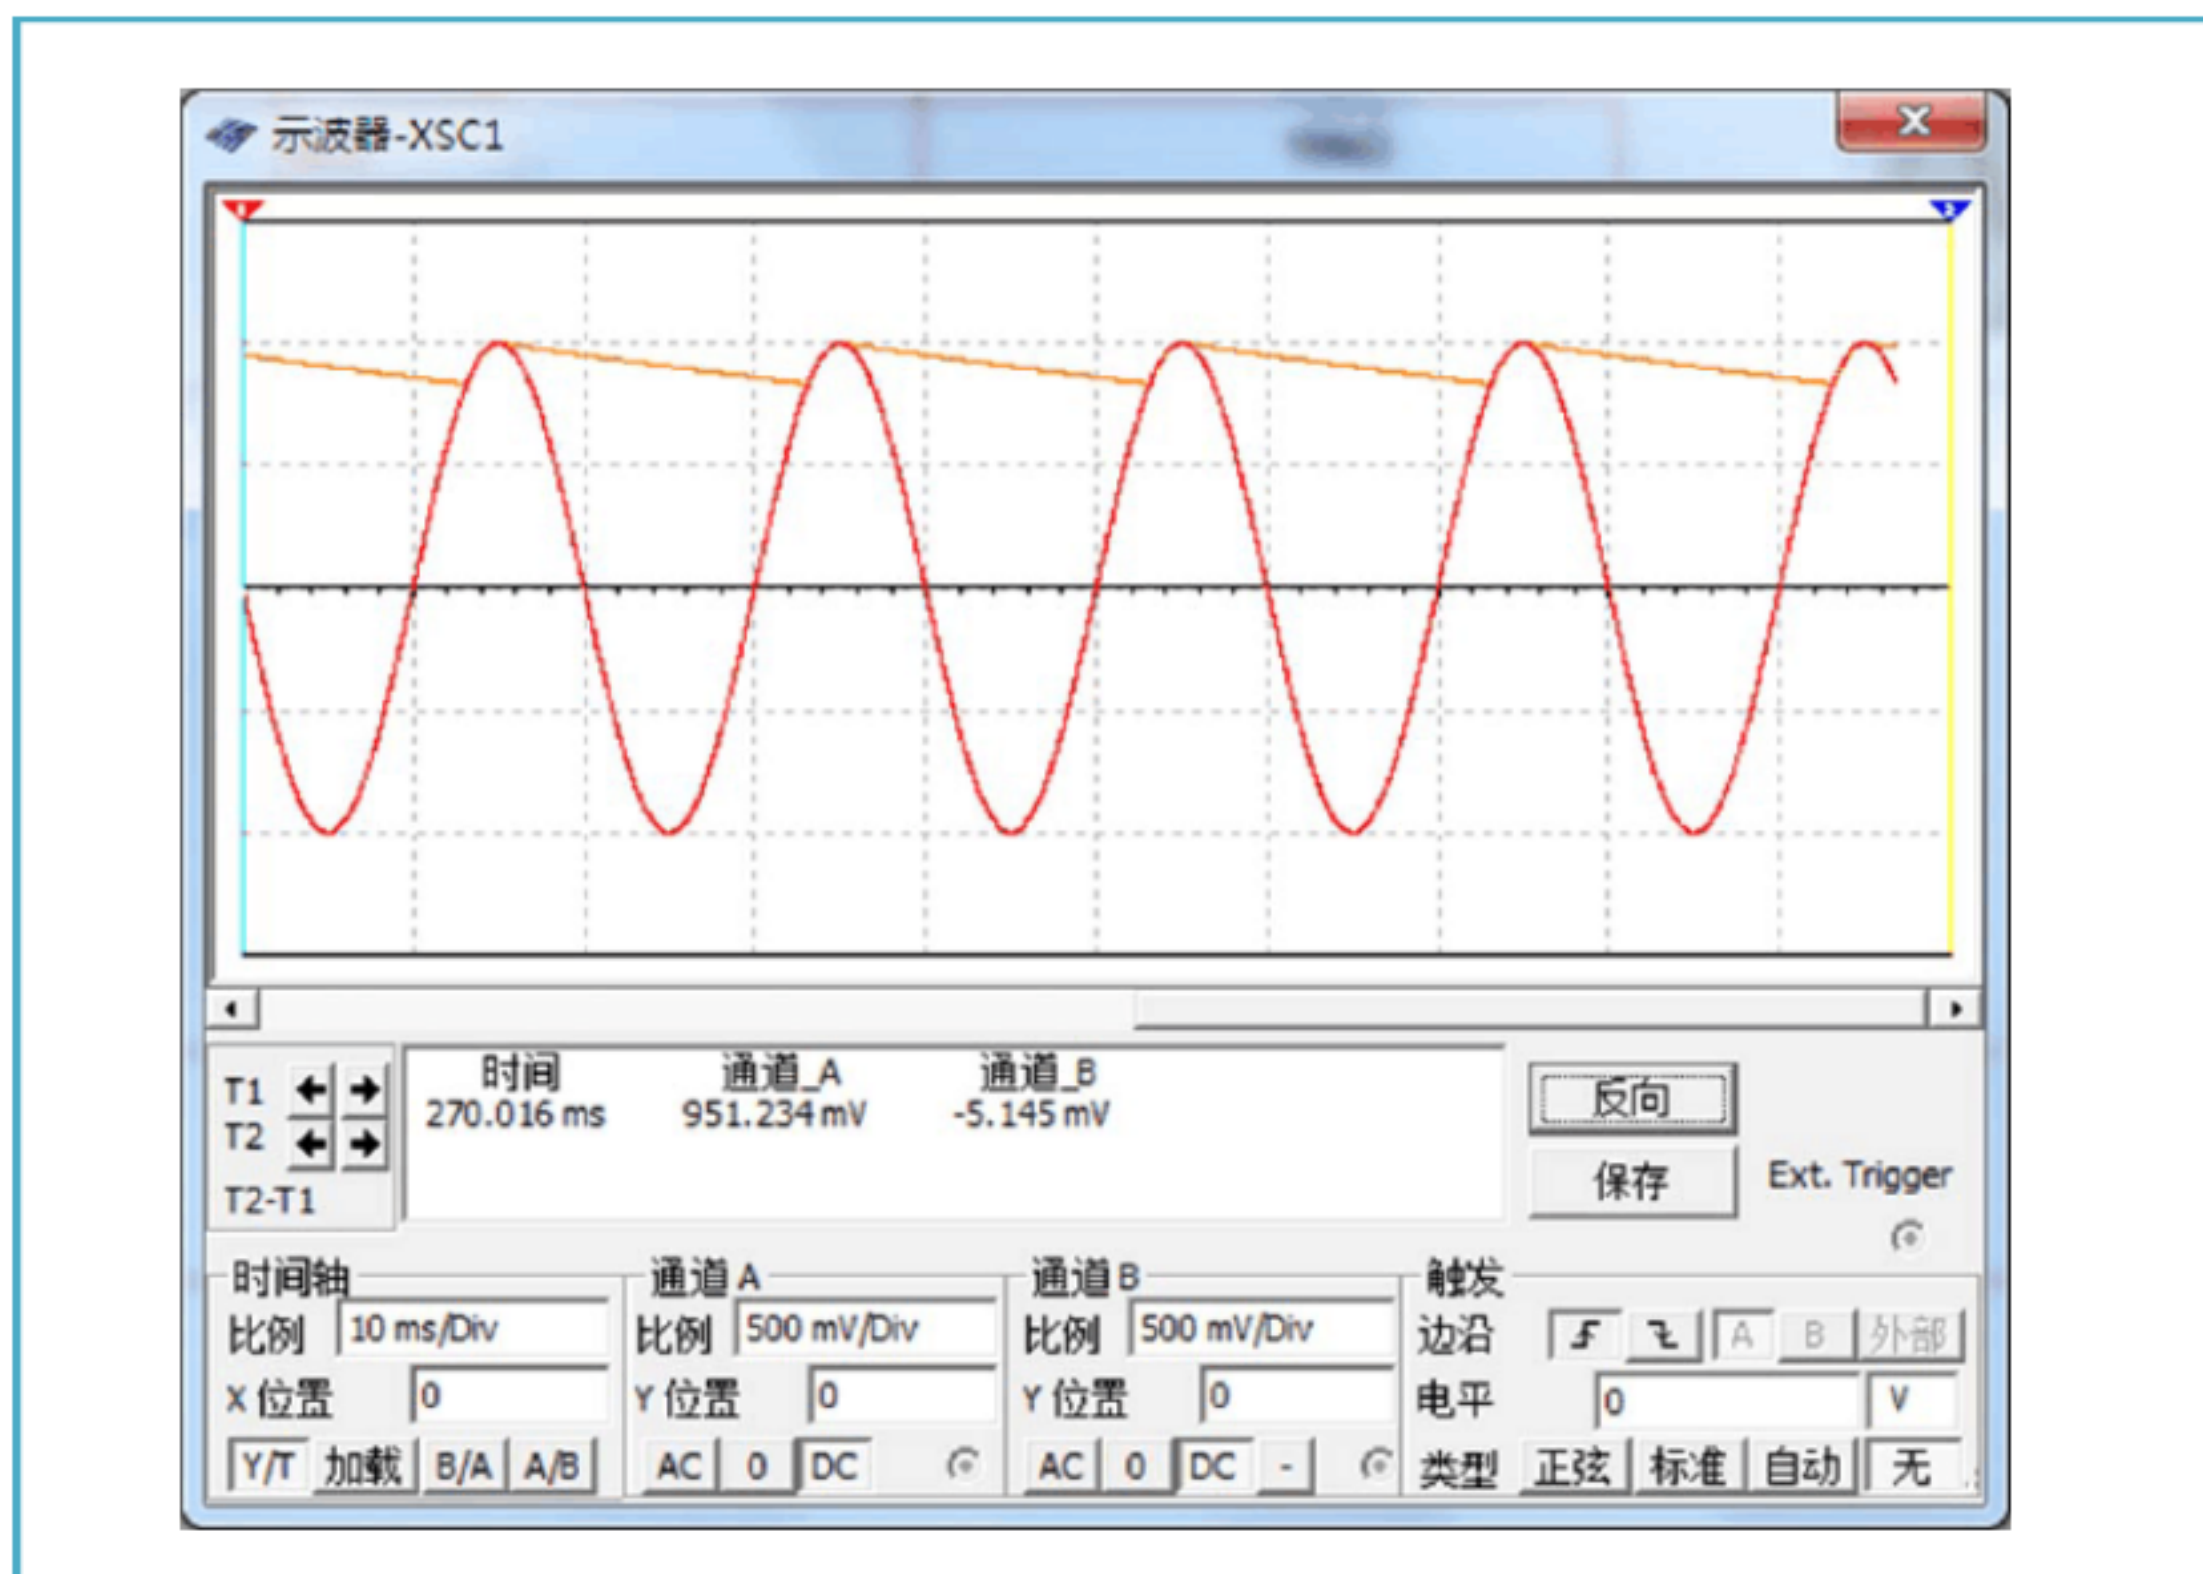 示波器-XSC1
1
2
时间 通道_A 通道_B
T1 270.016 ms 951.234 mV -5.145 mV
T2
T2-T1
反向
保存 Ext. Trigger
时间轴 通道 A 通道 B 触发
比例 10 ms/Div 比例 500 mV/Div 比例 500 mV/Div 边沿 A B 外部
X 位置 0 Y 位置 0 Y 位置 0 电平 0 V
Y/T 加载 B/A A/B AC 0 DC AC 0 DC - 类型 正弦 标准 自动 无